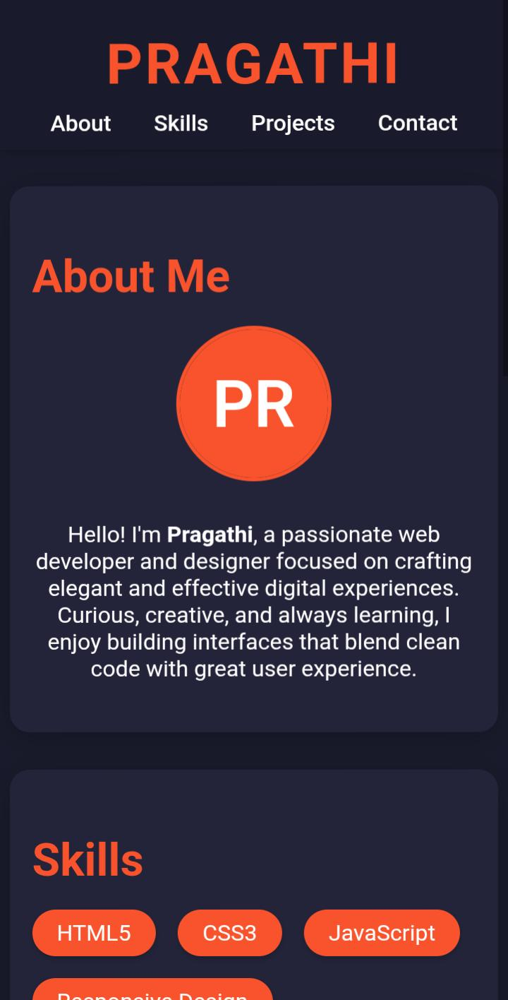 PRAGATHI
About Skills Projects Contact
About Me
PR
Hello! I'm Pragathi, a passionate web
developer and designer focused on crafting
elegant and effective digital experiences.
Curious, creative, and always learning, I
enjoy building interfaces that blend clean
code with great user experience.
Skills
HTML5 CSS3 JavaScript
Responsive Design